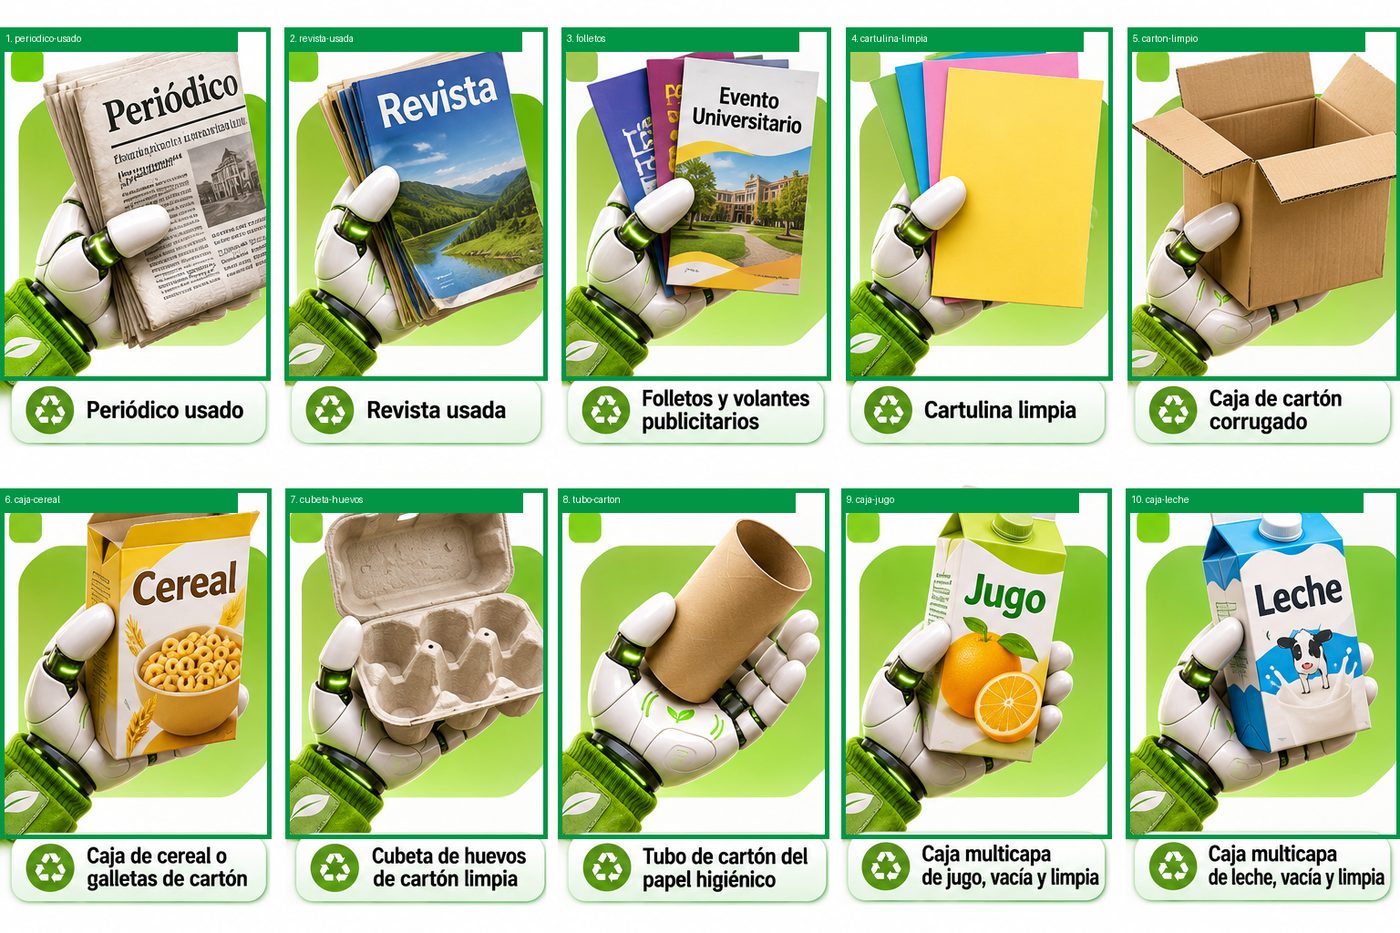 1. periodico-usado
2. revista-usada
3. folletos
4. cartulina-limpia
5. carton-limpio
Periódico
Revista
Evento
Universitario
Periódico usado
Revista usada
Folletos y volantes
publicitarios
Cartulina limpia
Caja de cartón
corrugado
6. caja-cereal
7. cubeta-huevos
8. tubo-carton
9. caja-jugo
10. caja-leche
Cereal
Jugo
Leche
Caja de cereal o
galletas de cartón
Cubeta de huevos
de cartón limpia
Tubo de cartón del
papel higiénico
Caja multicapa
de jugo, vacía y limpia
Caja multicapa
de leche, vacía y limpia